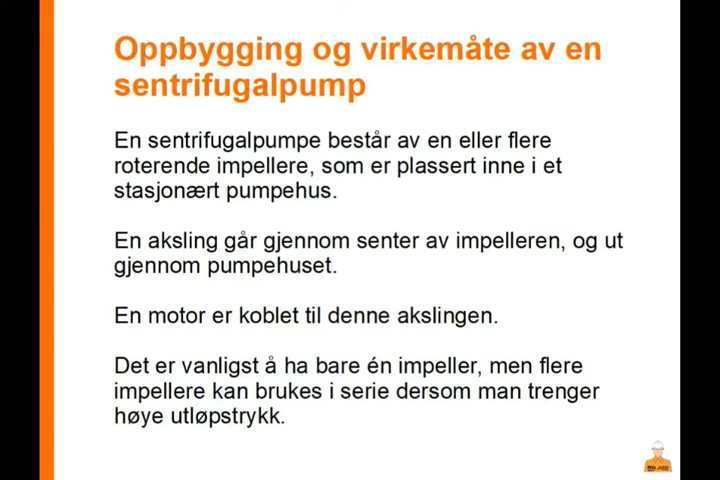 Oppbygging og virkemåte av en
sentrifugalpump
En sentrifugalpumpe består av en eller flere
roterende impellere, som er plassert inne i et
stasjonært pumpehus.
En aksling går gjennom senter av impelleren, og ut
gjennom pumpehuset.
En motor er koblet til denne akslingen.
Det er vanligst å ha bare én impeller, men flere
impellere kan brukes i serie dersom man trenger
høye utløpstrykk.